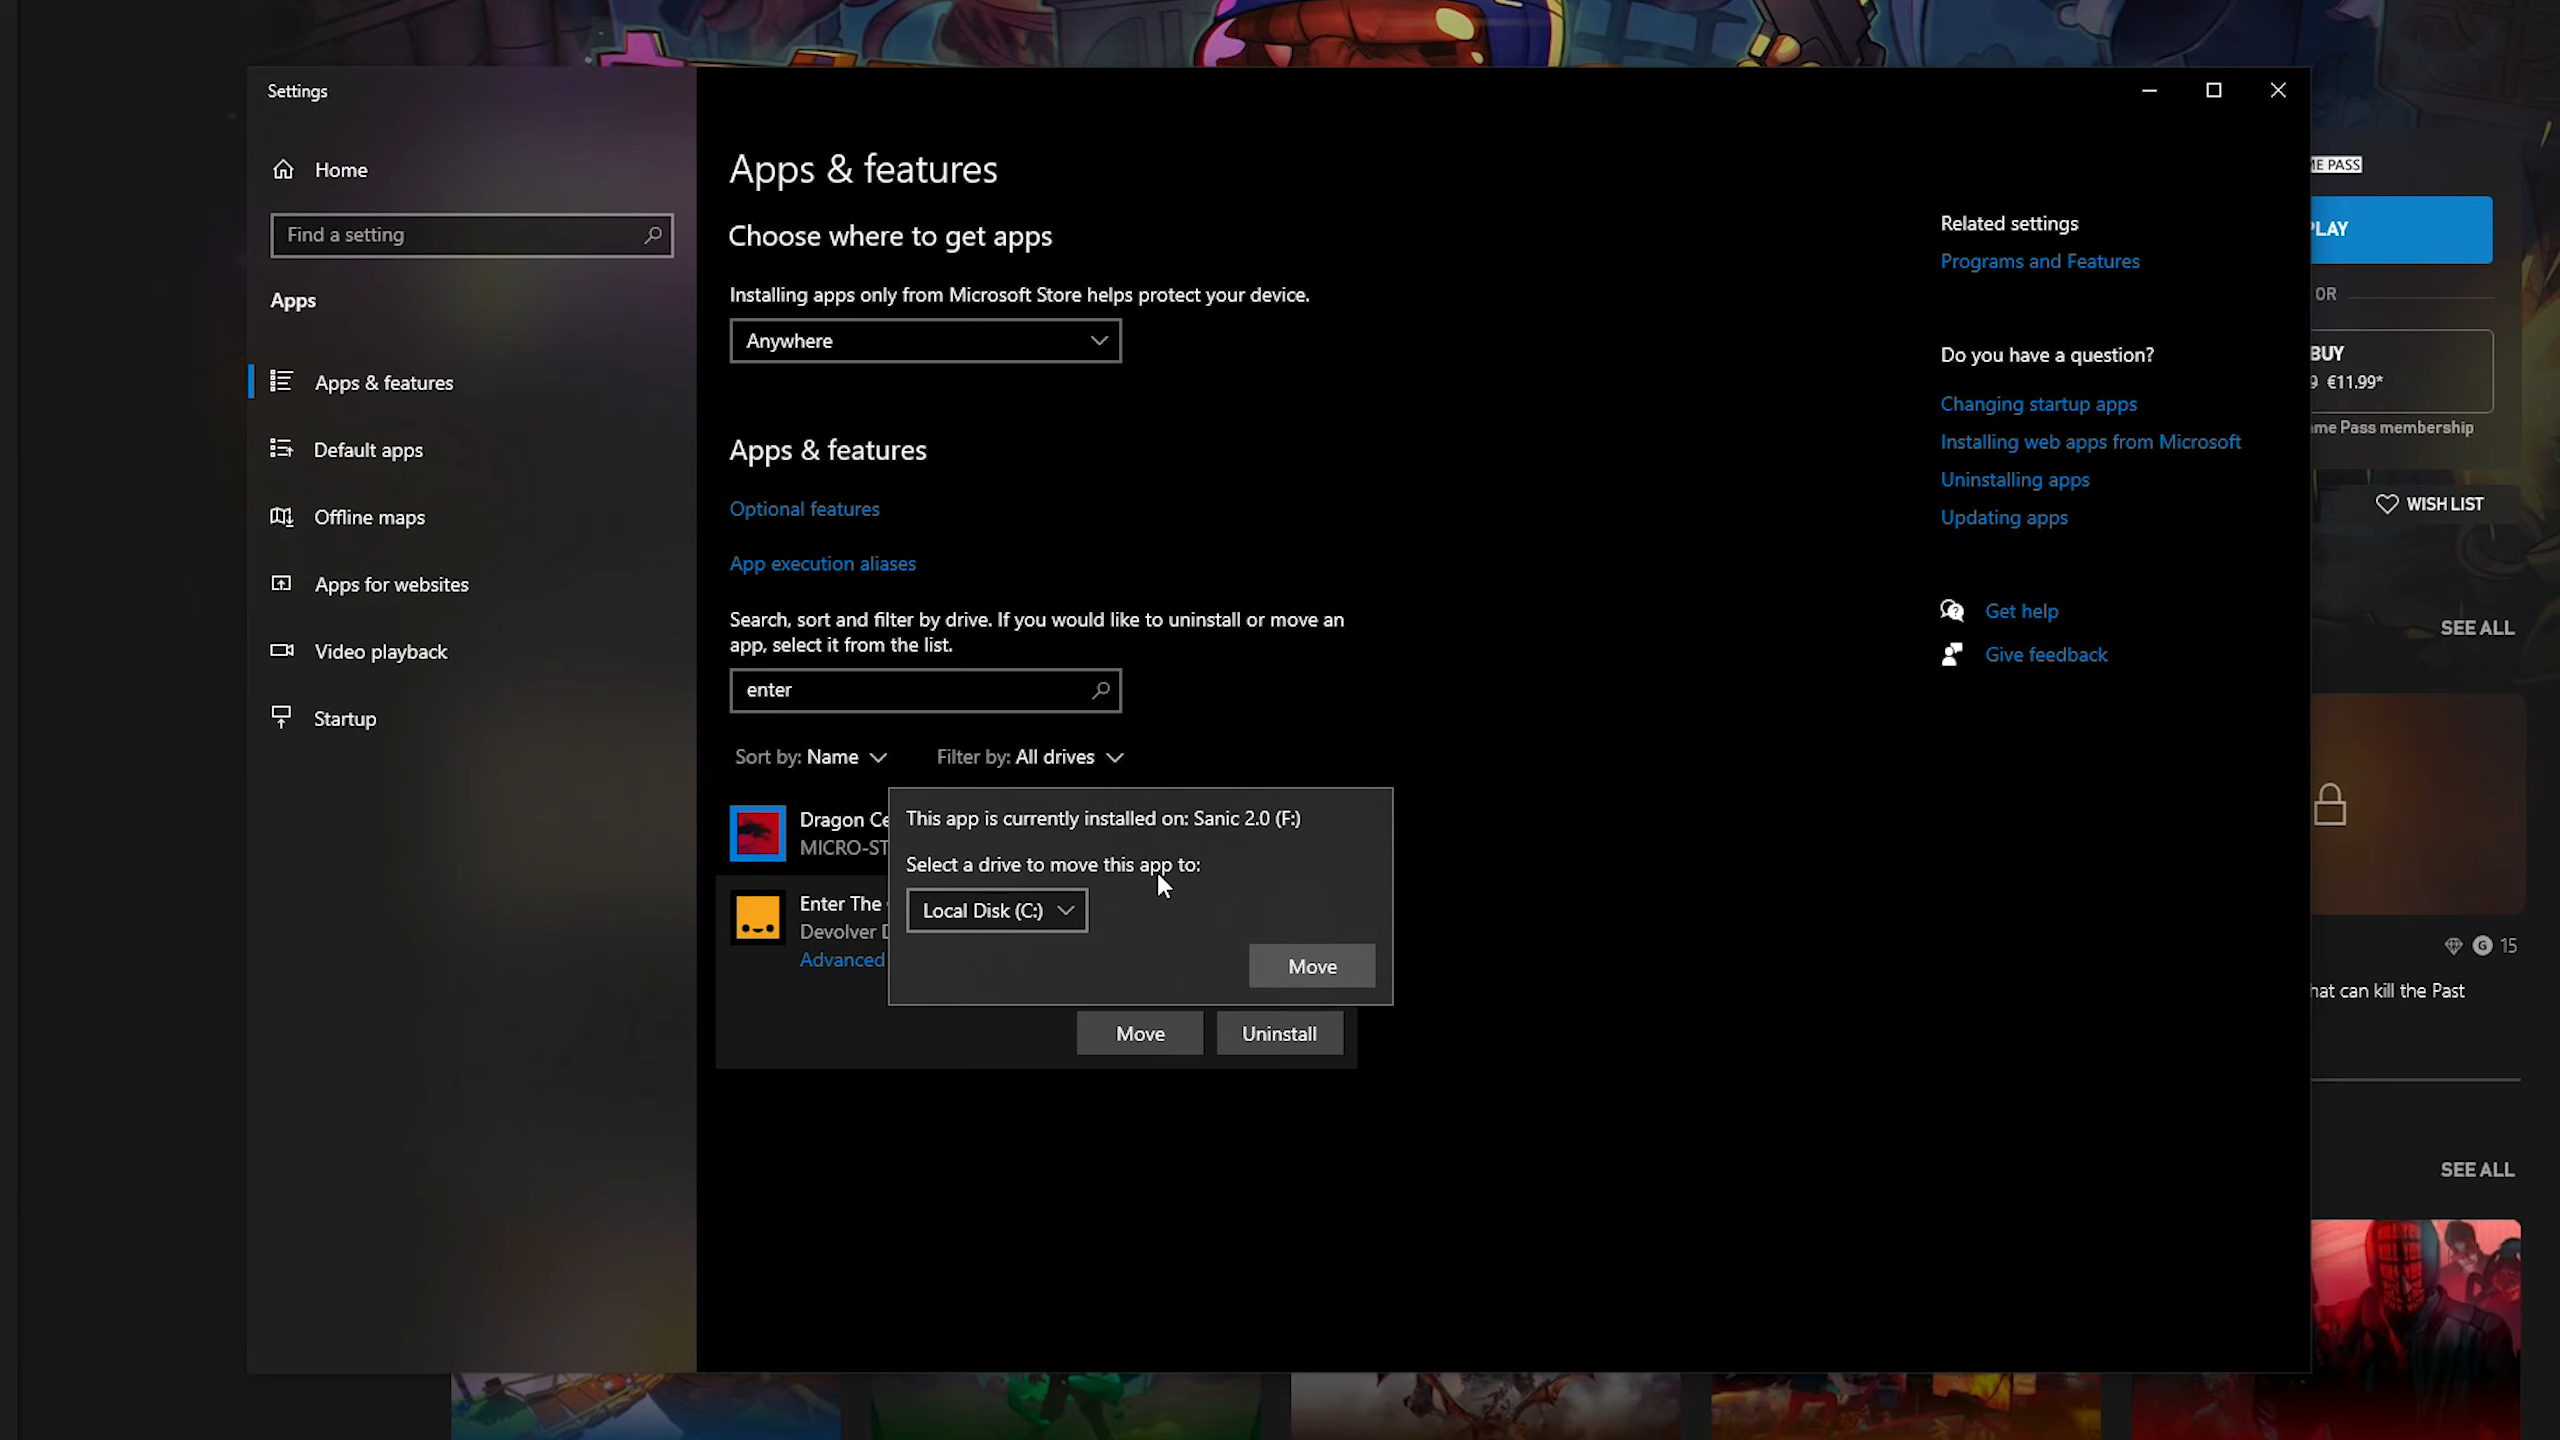 Settings
Home
Find a setting
Apps
Apps & features
Default apps
Offline maps
Apps for websites
Video playback
Startup
Apps & features
Choose where to get apps
Installing apps only from Microsoft Store helps protect your device.
Anywhere
Apps & features
Optional features
App execution aliases
Search, sort and filter by drive. If you would like to uninstall or move an
app, select it from the list.
enter
Sort by: Name
Filter by: All drives
Dragon Ce
MICRO-ST
Enter The
Devolver D
Advanced
This app is currently installed on: Sanic 2.0 (F:)
Select a drive to move this app to:
Local Disk (C:)
Move
Move
Uninstall
Related settings
Programs and Features
Do you have a question?
Changing startup apps
Installing web apps from Microsoft
Uninstalling apps
Updating apps
Get help
Give feedback
ME PASS
PLAY
OR
BUY
9 €11.99*
me Pass membership
WISH LIST
SEE ALL
G 15
hat can kill the Past
SEE ALL